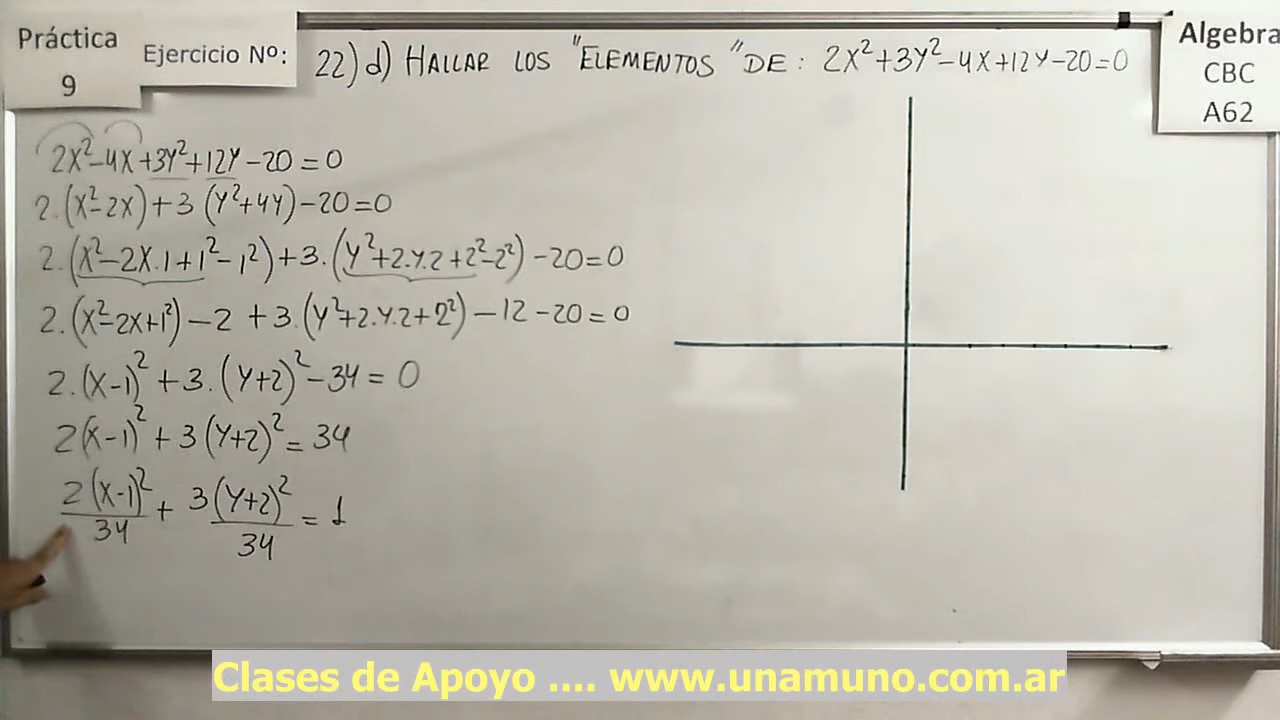 Práctica
9
Ejercicio Nº:
22) d) HALLAR LOS "ELEMENTOS" DE: 2X²+3Y²-4X+12Y-20=0
Algebra
CBC
A62
2X²-4X+3Y²+12Y-20=0
2.(X²-2X)+3(Y²+4Y)-20=0
2.(X²-2X.1+1²-1²)+3.(Y²+2.Y.2+2²-2²)-20=0
2.(X²-2X+1²)-2+3.(Y²+2.Y.2+2²)-12-20=0
2.(X-1)²+3.(Y+2)²-34=0
2(X-1)²+3(Y+2)²=34
2(X-1)²/34+3(Y+2)²/34=1
Clases de Apoyo .... www.unamuno.com.ar